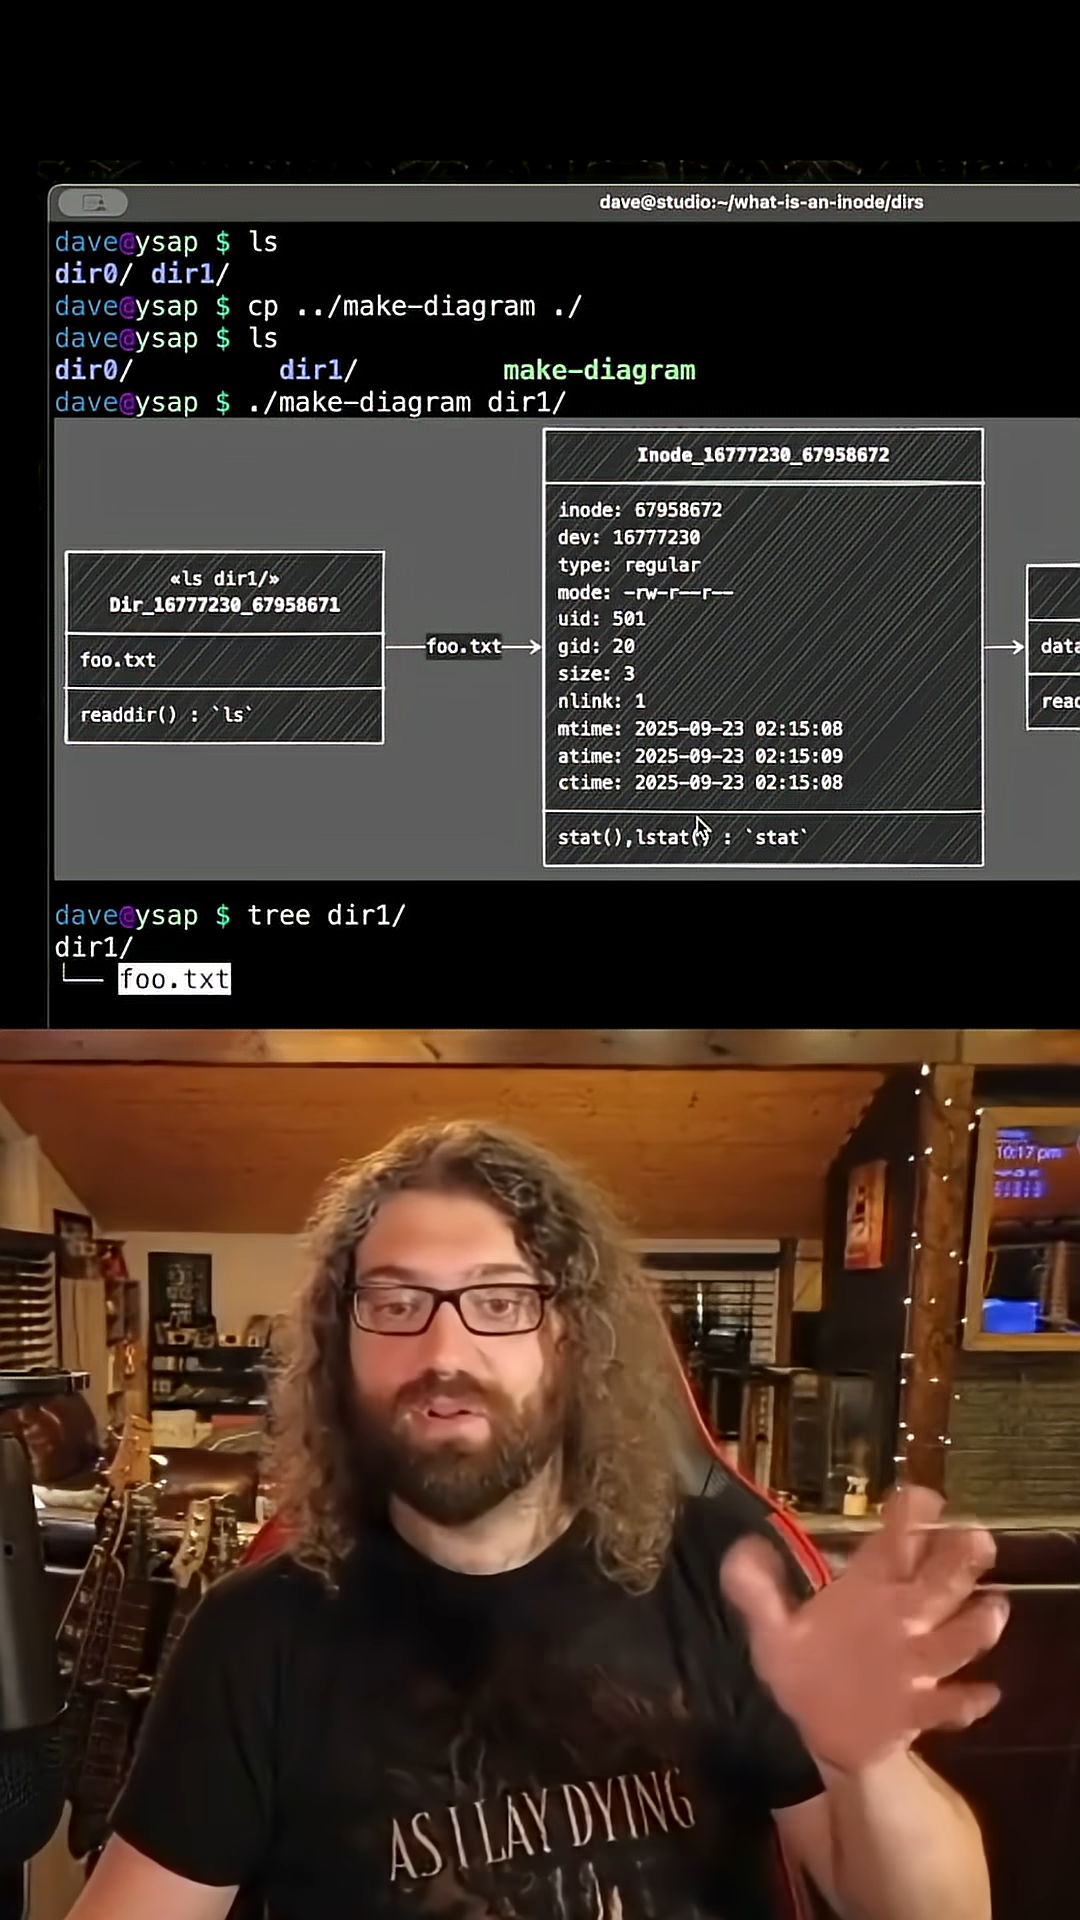 dave@studio:~/what-is-an-inode/dirs
dave@ysap $ ls
dir0/ dir1/
dave@ysap $ cp ../make-diagram ./
dave@ysap $ ls
dir0/ dir1/ make-diagram
dave@ysap $ ./make-diagram dir1/
«ls dir1/»
Dir_16777230_67958671
foo.txt
readdir() : `ls`
foo.txt
Inode_16777230_67958672
inode: 67958672
dev: 16777230
type: regular
mode: -rw-r--r--
uid: 501
gid: 20
size: 3
nlink: 1
mtime: 2025-09-23 02:15:08
atime: 2025-09-23 02:15:09
ctime: 2025-09-23 02:15:08
stat(),lstat() : `stat`
data
read
dave@ysap $ tree dir1/
dir1/
└── foo.txt
10:17 pm
AS I LAY DYING